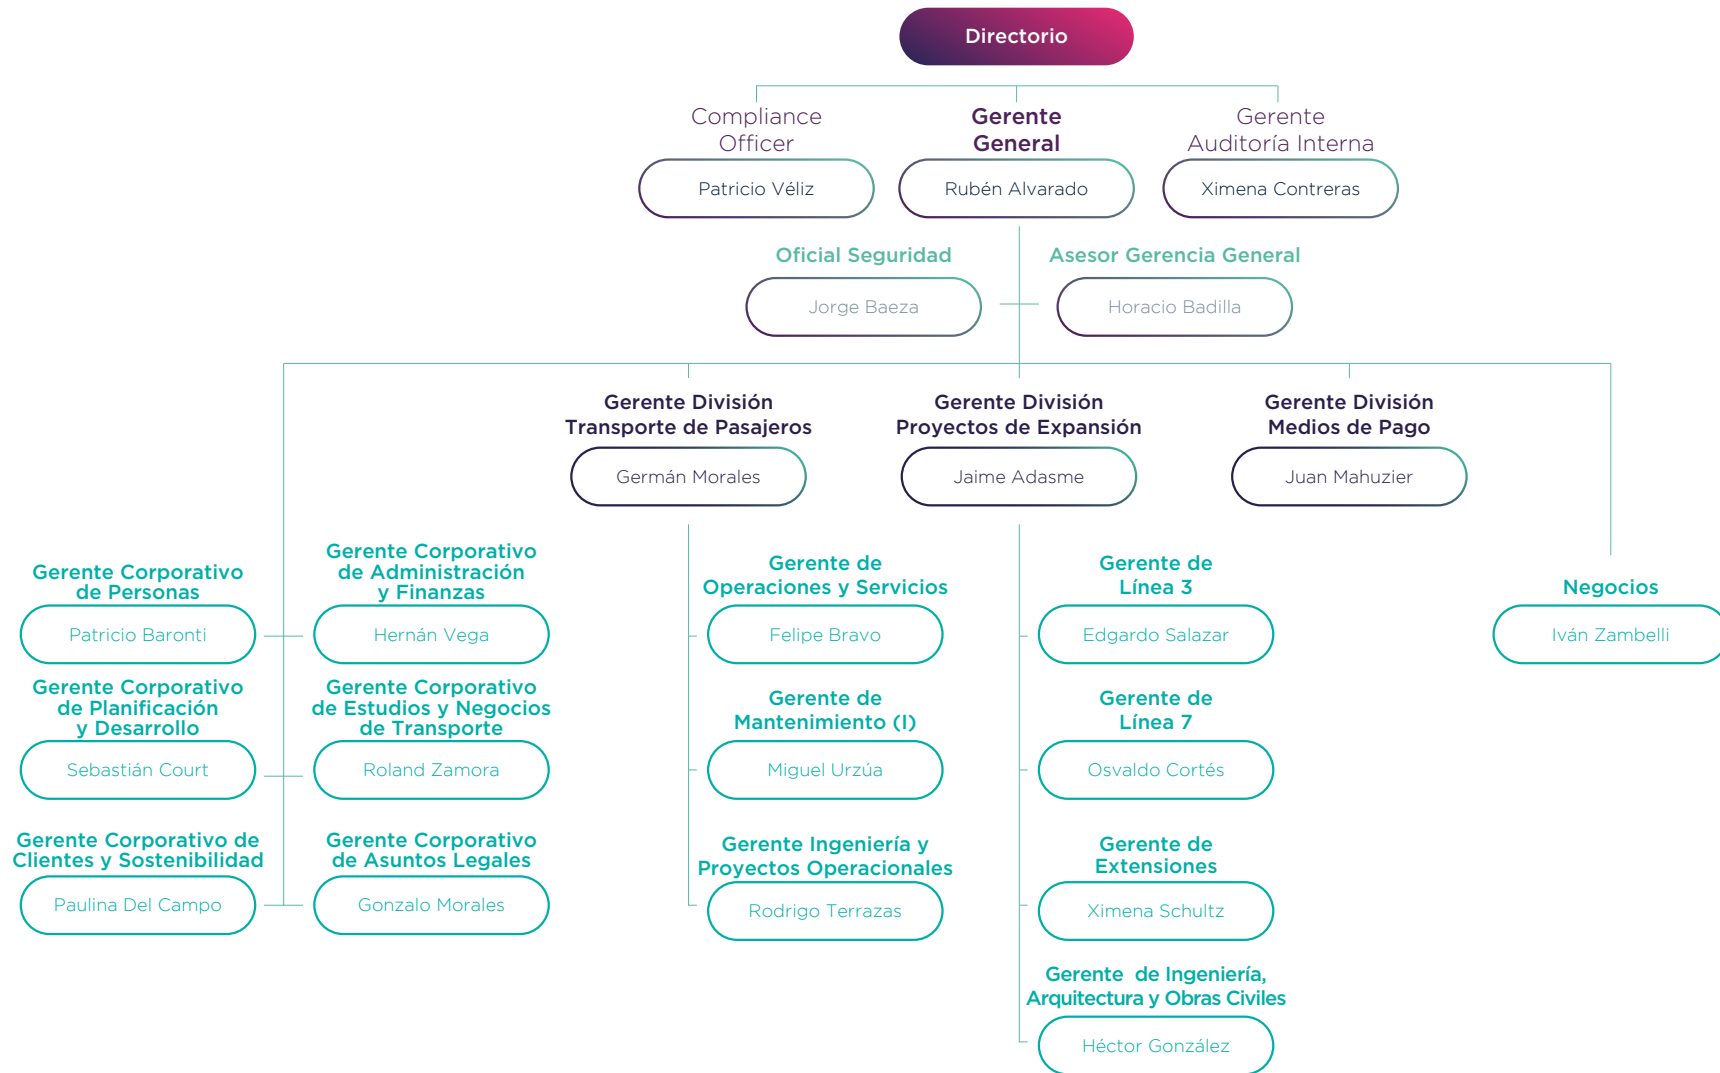 Directorio
Compliance
Officer
Patricio Véliz
Gerente
General
Rubén Alvarado
Gerente
Auditoría Interna
Ximena Contreras
Oficial Seguridad
Jorge Baeza
Asesor Gerencia General
Horacio Badilla
Gerente División
Transporte de Pasajeros
Germán Morales
Gerente División
Proyectos de Expansión
Jaime Adasme
Gerente División
Medios de Pago
Juan Mahuzier
Gerente Corporativo
de Personas
Patricio Baronti
Gerente Corporativo
de Administración
y Finanzas
Hernán Vega
Gerente Corporativo
de Planificación
y Desarrollo
Sebastián Court
Gerente Corporativo
de Estudios y Negocios
de Transporte
Roland Zamora
Gerente Corporativo de
Clientes y Sostenibilidad
Paulina Del Campo
Gerente Corporativo
de Asuntos Legales
Gonzalo Morales
Gerente de
Operaciones y Servicios
Felipe Bravo
Gerente de
Mantenimiento (I)
Miguel Urzúa
Gerente Ingeniería y
Proyectos Operacionales
Rodrigo Terrazas
Gerente de
Línea 3
Edgardo Salazar
Gerente de
Línea 7
Osvaldo Cortés
Gerente de
Extensiones
Ximena Schultz
Gerente de Ingeniería,
Arquitectura y Obras Civiles
Héctor González
Negocios
Iván Zambelli